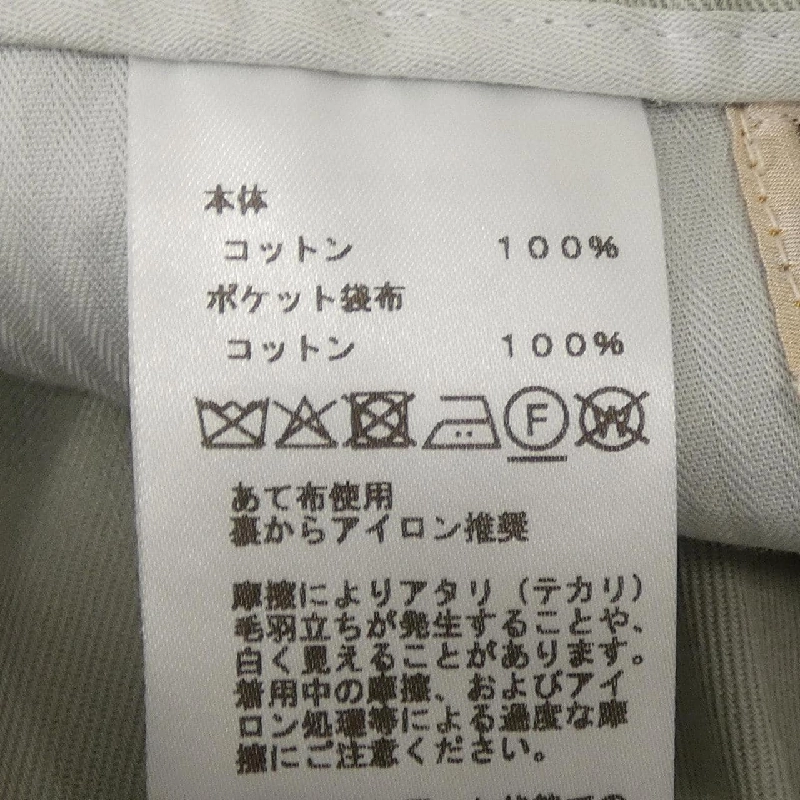 本体
コットン 100%
ポケット袋布
コットン 100%
F W
あて布使用
裏からアイロン推奨
摩擦によりアタリ（テカリ）
毛羽立ちが発生することや、
白く見えることがあります。
着用中の摩擦、およびアイ
ロン処理等による過度な摩
擦にご注意ください。